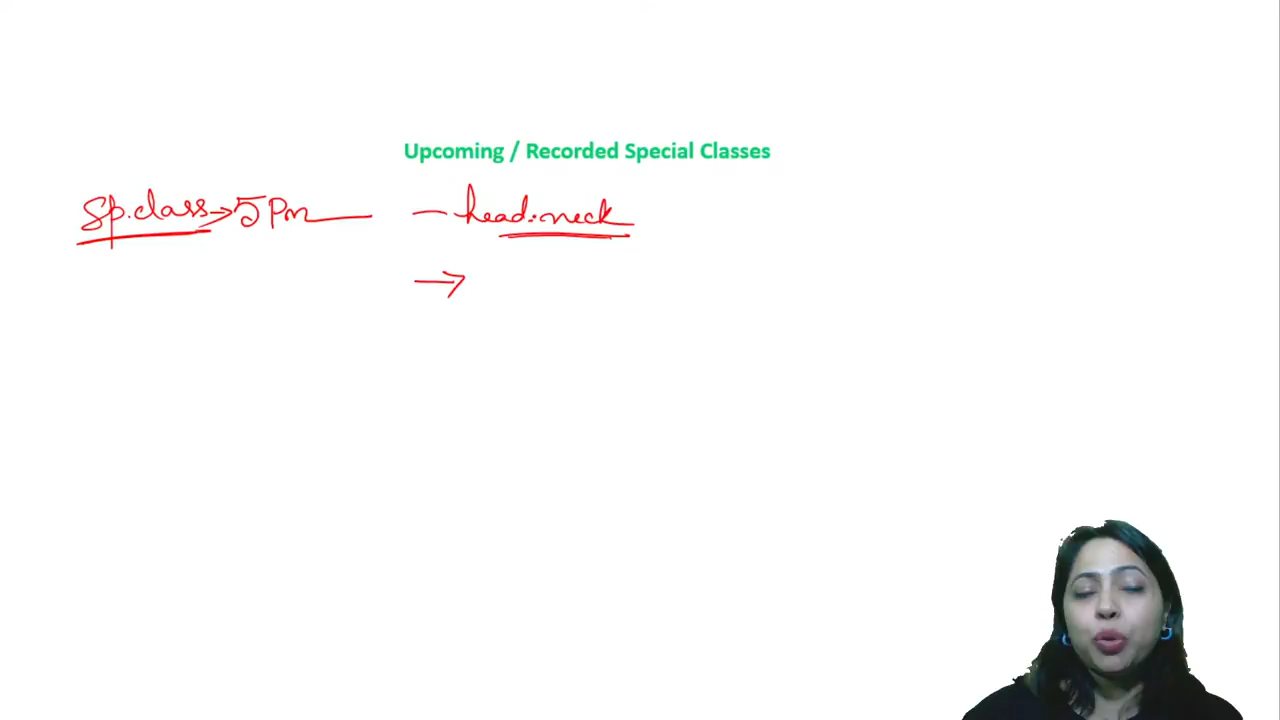 Upcoming / Recorded Special Classes
Sp.class → 5 Pm — head:neck
→